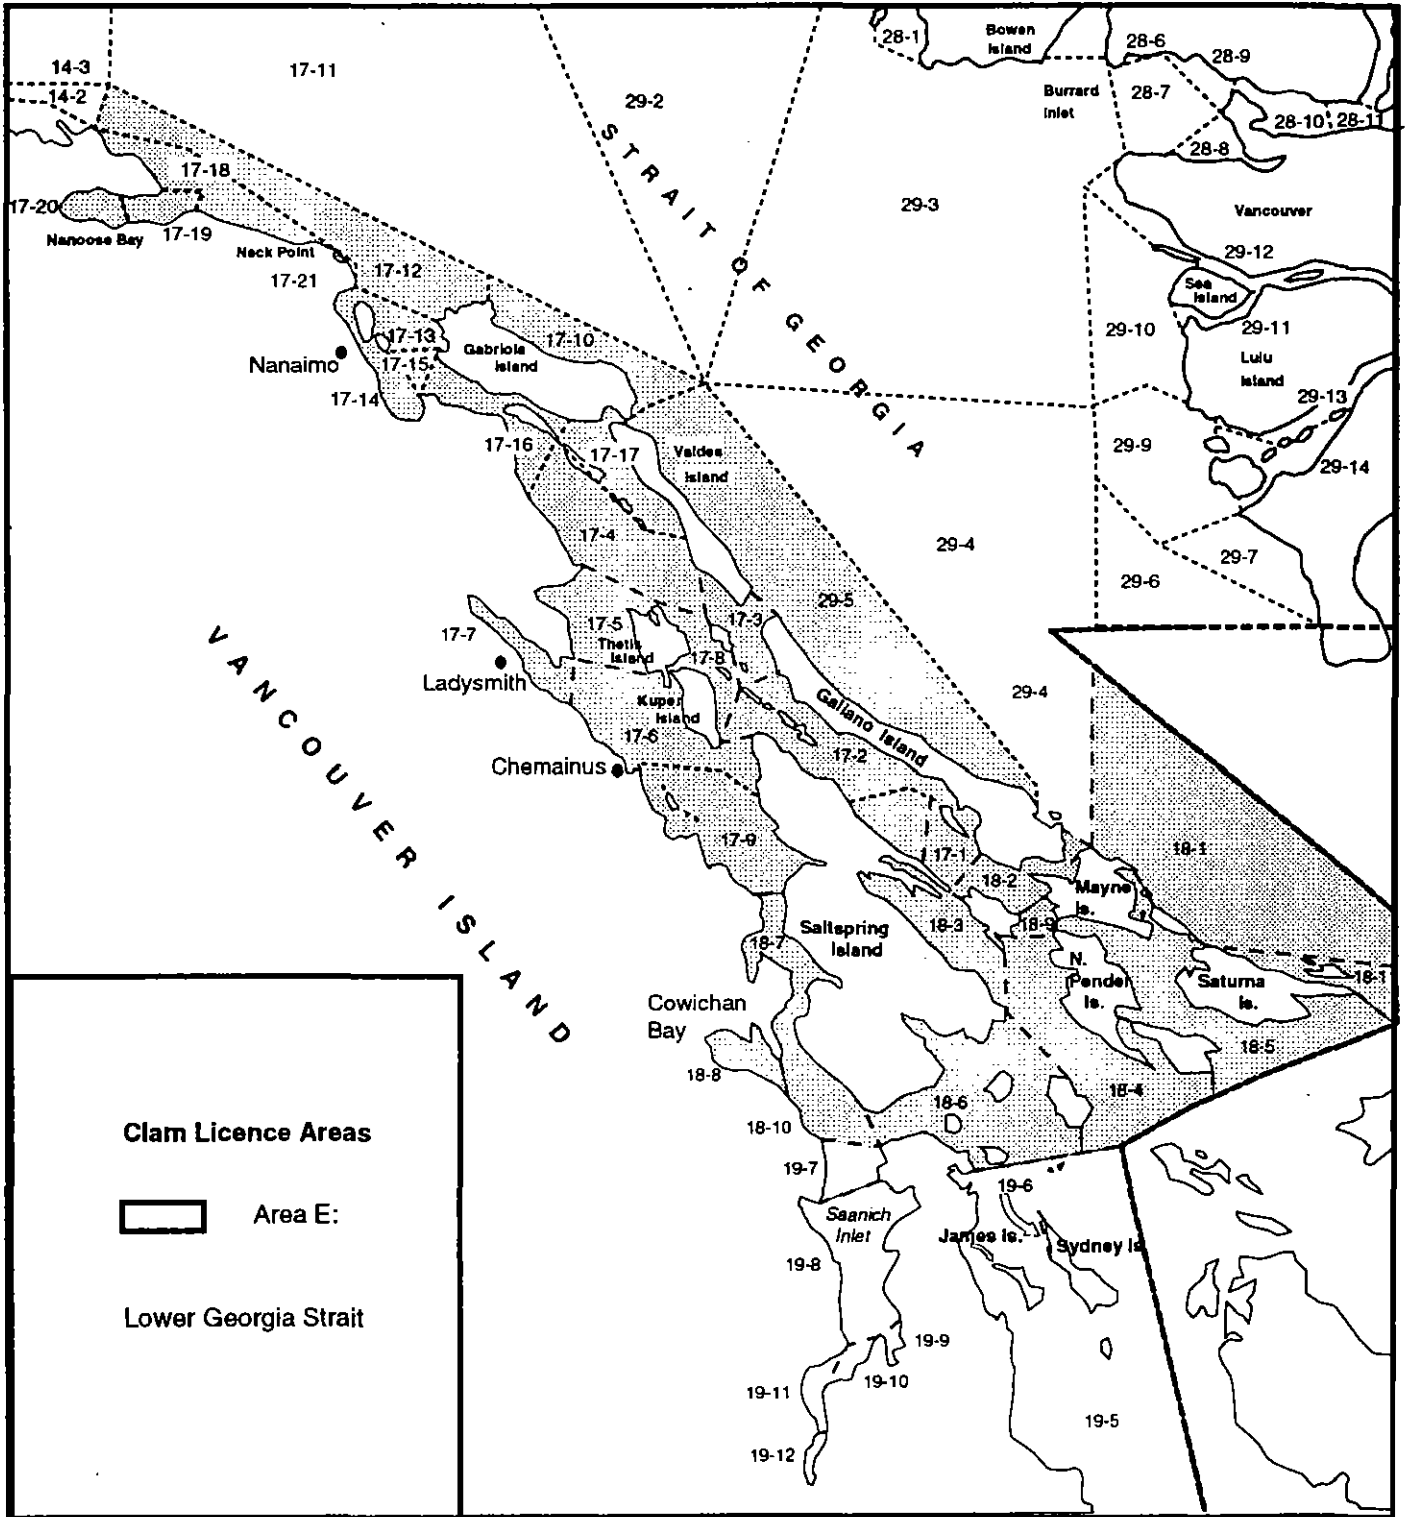 14-3
14-2
17-11
29-2
28-1
Bowen
Island
28-6
28-9
Burrard
Inlet
28-7
28-10
28-11
28-8
STRAIT OF GEORGIA
17-18
17-20
Nanoose Bay
17-19
Neck Point
17-21
17-12
29-3
Vancouver
29-12
Sea
Island
29-10
29-11
Lulu
Island
17-13
17-10
Gabriola
Island
Nanaimo
17-15
17-14
29-13
29-9
29-14
17-16
17-17
Valdes
Island
17-4
29-4
29-7
29-6
29-5
17-3
17-5
Thetis
Island
17-7
17-8
Ladysmith
VANCOUVER ISLAND
Kuper
Island
17-6
Galiano Island
29-4
17-2
Chemainus
17-9
17-1
18-1
18-2
Mayne
Is.
18-3
18-9
18-7
Saltspring
Island
N.
Pender
Is.
Saturna
Is.
18-1
Cowichan
Bay
18-8
18-5
18-4
18-6
18-10
19-7
19-6
Saanich
Inlet
James Is.
Sydney Is.
19-8
19-9
19-10
19-11
19-5
19-12
Clam Licence Areas
Area E:
Lower Georgia Strait